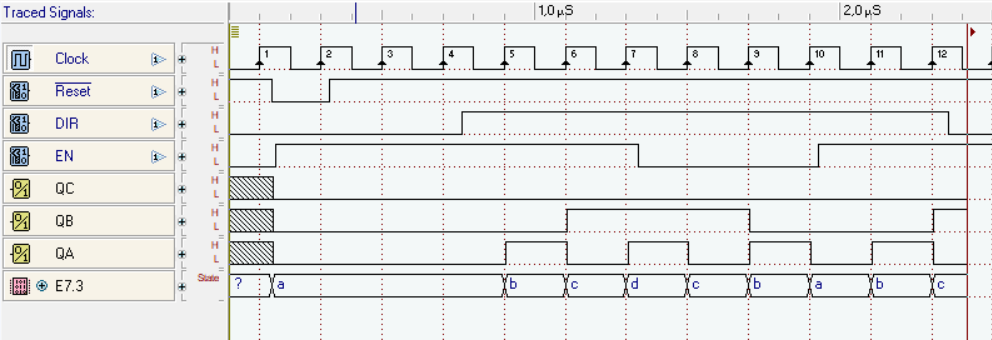 Traced Signals: 1,0 µS 2,0 µS
Clock H L 1 2 3 4 5 6 7 8 9 10 11 12
Reset H L
DIR H L
EN H L
QC H L
QB H L
QA H L
E7.3 State ? a b c d c b a b c